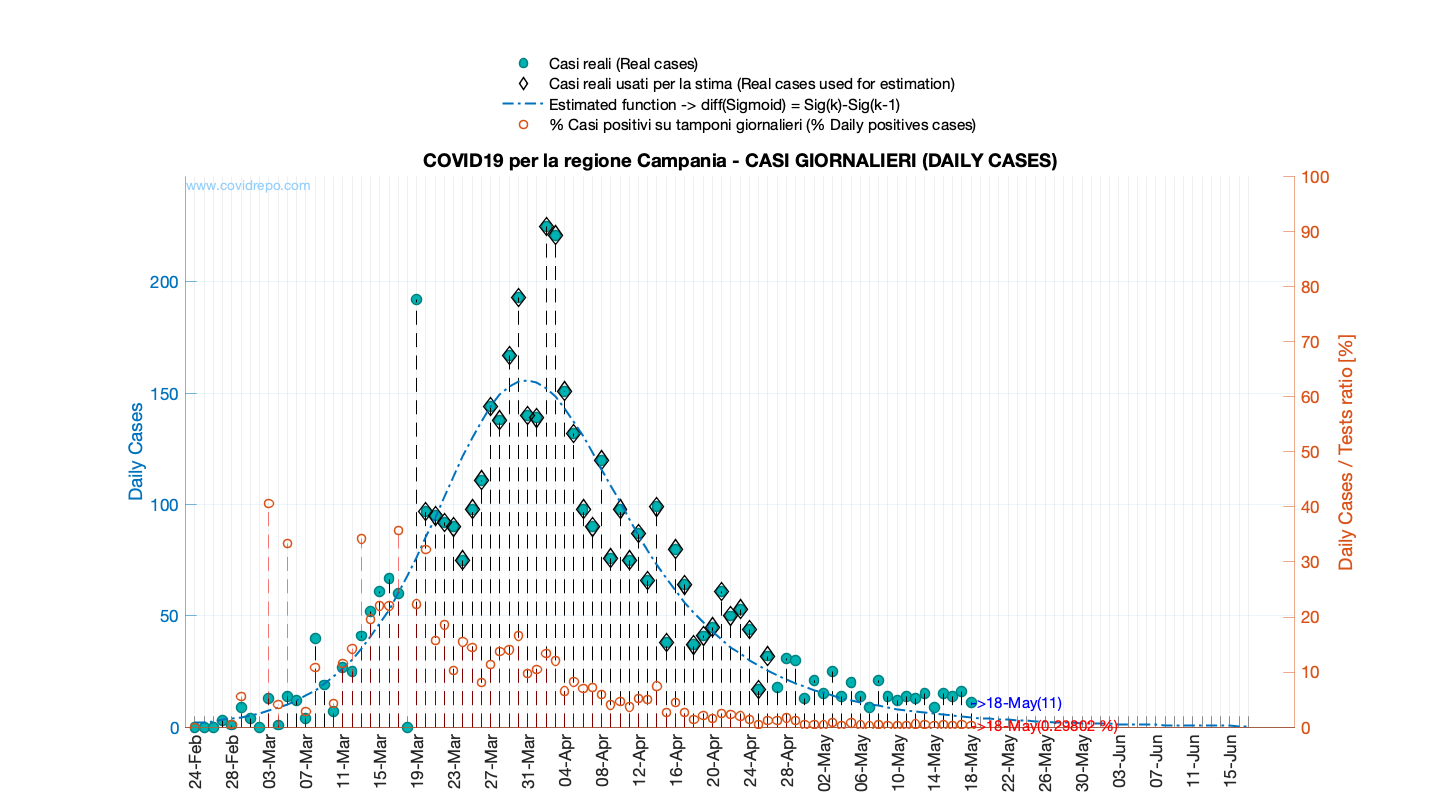 Casi reali (Real cases)
Casi reali usati per la stima (Real cases used for estimation)
Estimated function -> diff(Sigmoid) = Sig(k)-Sig(k-1)
% Casi positivi su tamponi giornalieri (% Daily positives cases)
COVID19 per la regione Campania - CASI GIORNALIERI (DAILY CASES)
www.covidrepo.com
Daily Cases
200
150
100
50
0
100
90
80
70
60
50
40
30
20
10
0
Daily Cases / Tests ratio [%]
->18-May(11)
->18-May(0.29802 %)
24-Feb
28-Feb
03-Mar
07-Mar
11-Mar
15-Mar
19-Mar
23-Mar
27-Mar
31-Mar
04-Apr
08-Apr
12-Apr
16-Apr
20-Apr
24-Apr
28-Apr
02-May
06-May
10-May
14-May
18-May
22-May
26-May
30-May
03-Jun
07-Jun
11-Jun
15-Jun